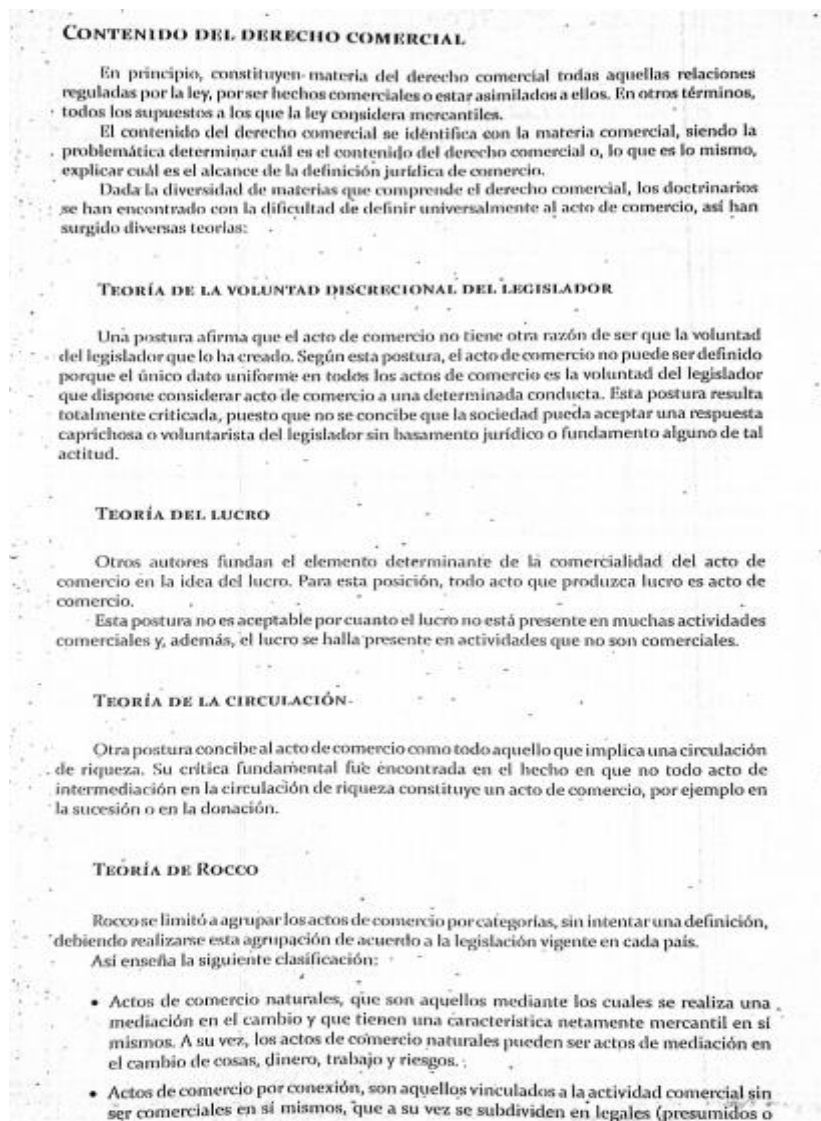 CONTENIDO DEL DERECHO COMERCIAL
En principio, constituyen materia del derecho comercial todas aquellas relaciones
reguladas por la ley, por ser hechos comerciales o estar asimilados a ellos. En otros términos,
todos los supuestos a los que la ley considera mercantiles.
El contenido del derecho comercial se identifica con la materia comercial, siendo la
problemática determinar cuál es el contenido del derecho comercial o, lo que es lo mismo,
explicar cuál es el alcance de la definición jurídica de comercio.
Dada la diversidad de materias que comprende el derecho comercial, los doctrinarios
se han encontrado con la dificultad de definir universalmente al acto de comercio, así han
surgido diversas teorías:
TEORÍA DE LA VOLUNTAD DISCRECIONAL DEL LEGISLADOR
Una postura afirma que el acto de comercio no tiene otra razón de ser que la voluntad
del legislador que lo ha creado. Según esta postura, el acto de comercio no puede ser definido
porque el único dato uniforme en todos los actos de comercio es la voluntad del legislador
que dispone considerar acto de comercio a una determinada conducta. Esta postura resulta
totalmente criticada, puesto que no se concibe que la sociedad pueda aceptar una respuesta
caprichosa o voluntarista del legislador sin basamento jurídico o fundamento alguno de tal
actitud.
TEORÍA DEL LUCRO
Otros autores fundan el elemento determinante de la comercialidad del acto de
comercio en la idea del lucro. Para esta posición, todo acto que produzca lucro es acto de
comercio.
Esta postura no es aceptable por cuanto el lucro no está presente en muchas actividades
comerciales y, además, el lucro se halla presente en actividades que no son comerciales.
TEORÍA DE LA CIRCULACIÓN
Otra postura concibe al acto de comercio como todo aquello que implica una circulación
de riqueza. Su crítica fundamental fue encontrada en el hecho en que no todo acto de
intermediación en la circulación de riqueza constituye un acto de comercio, por ejemplo en
la sucesión o en la donación.
TEORÍA DE ROCCO
Rocco se limitó a agrupar los actos de comercio por categorías, sin intentar una definición,
debiendo realizarse esta agrupación de acuerdo a la legislación vigente en cada país.
Así enseña la siguiente clasificación:
• Actos de comercio naturales, que son aquellos mediante los cuales se realiza una
mediación en el cambio y que tienen una característica netamente mercantil en sí
mismos. A su vez, los actos de comercio naturales pueden ser actos de mediación en
el cambio de cosas, dinero, trabajo y riesgos.
• Actos de comercio por conexión, son aquellos vinculados a la actividad comercial sin
ser comerciales en sí mismos, que a su vez se subdividen en legales (presumidos o